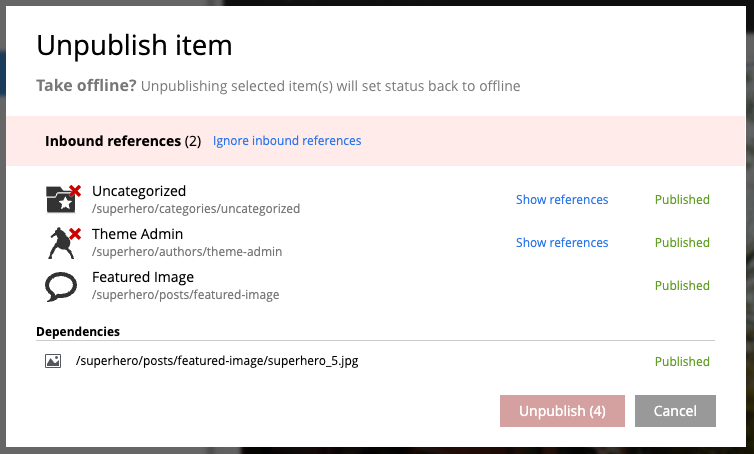 Unpublish item
Take offline? Unpublishing selected item(s) will set status back to offline
Inbound references (2) Ignore inbound references
Uncategorized
/superhero/categories/uncategorized
Show references
Published
Theme Admin
/superhero/authors/theme-admin
Show references
Published
Featured Image
/superhero/posts/featured-image
Published
Dependencies
/superhero/posts/featured-image/superhero_5.jpg
Published
Unpublish (4)
Cancel